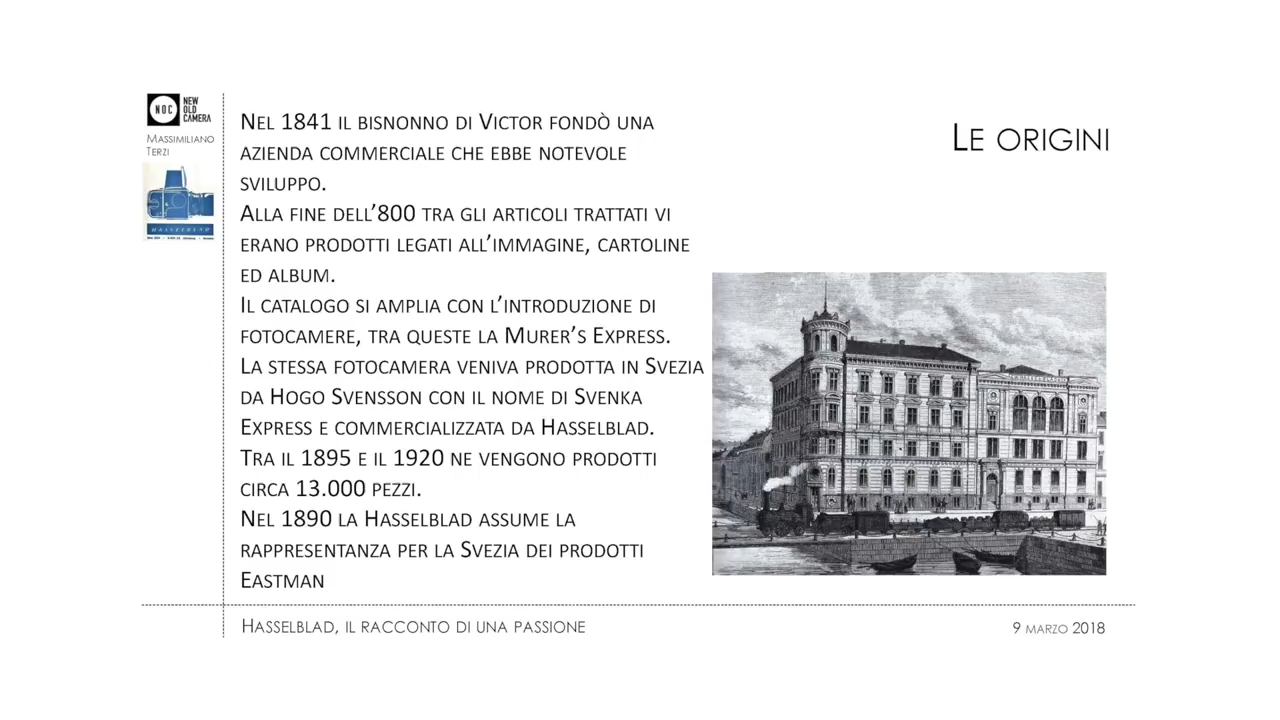 NOC
NEW
OLD
CAMERA
MASSIMILIANO
TERZI
HASSELBLAD
NEL 1841 IL BISNONNO DI VICTOR FONDÒ UNA
AZIENDA COMMERCIALE CHE EBBE NOTEVOLE
SVILUPPO.
ALLA FINE DELL'800 TRA GLI ARTICOLI TRATTATI VI
ERANO PRODOTTI LEGATI ALL'IMMAGINE, CARTOLINE
ED ALBUM.
IL CATALOGO SI AMPLIA CON L'INTRODUZIONE DI
FOTOCAMERE, TRA QUESTE LA MURER'S EXPRESS.
LA STESSA FOTOCAMERA VENIVA PRODOTTA IN SVEZIA
DA HOGO SVENSSON CON IL NOME DI SVENKA
EXPRESS E COMMERCIALIZZATA DA HASSELBLAD.
TRA IL 1895 E IL 1920 NE VENGONO PRODOTTI
CIRCA 13.000 PEZZI.
NEL 1890 LA HASSELBLAD ASSUME LA
RAPPRESENTANZA PER LA SVEZIA DEI PRODOTTI
EASTMAN
LE ORIGINI
HASSELBLAD, IL RACCONTO DI UNA PASSIONE
9 MARZO 2018